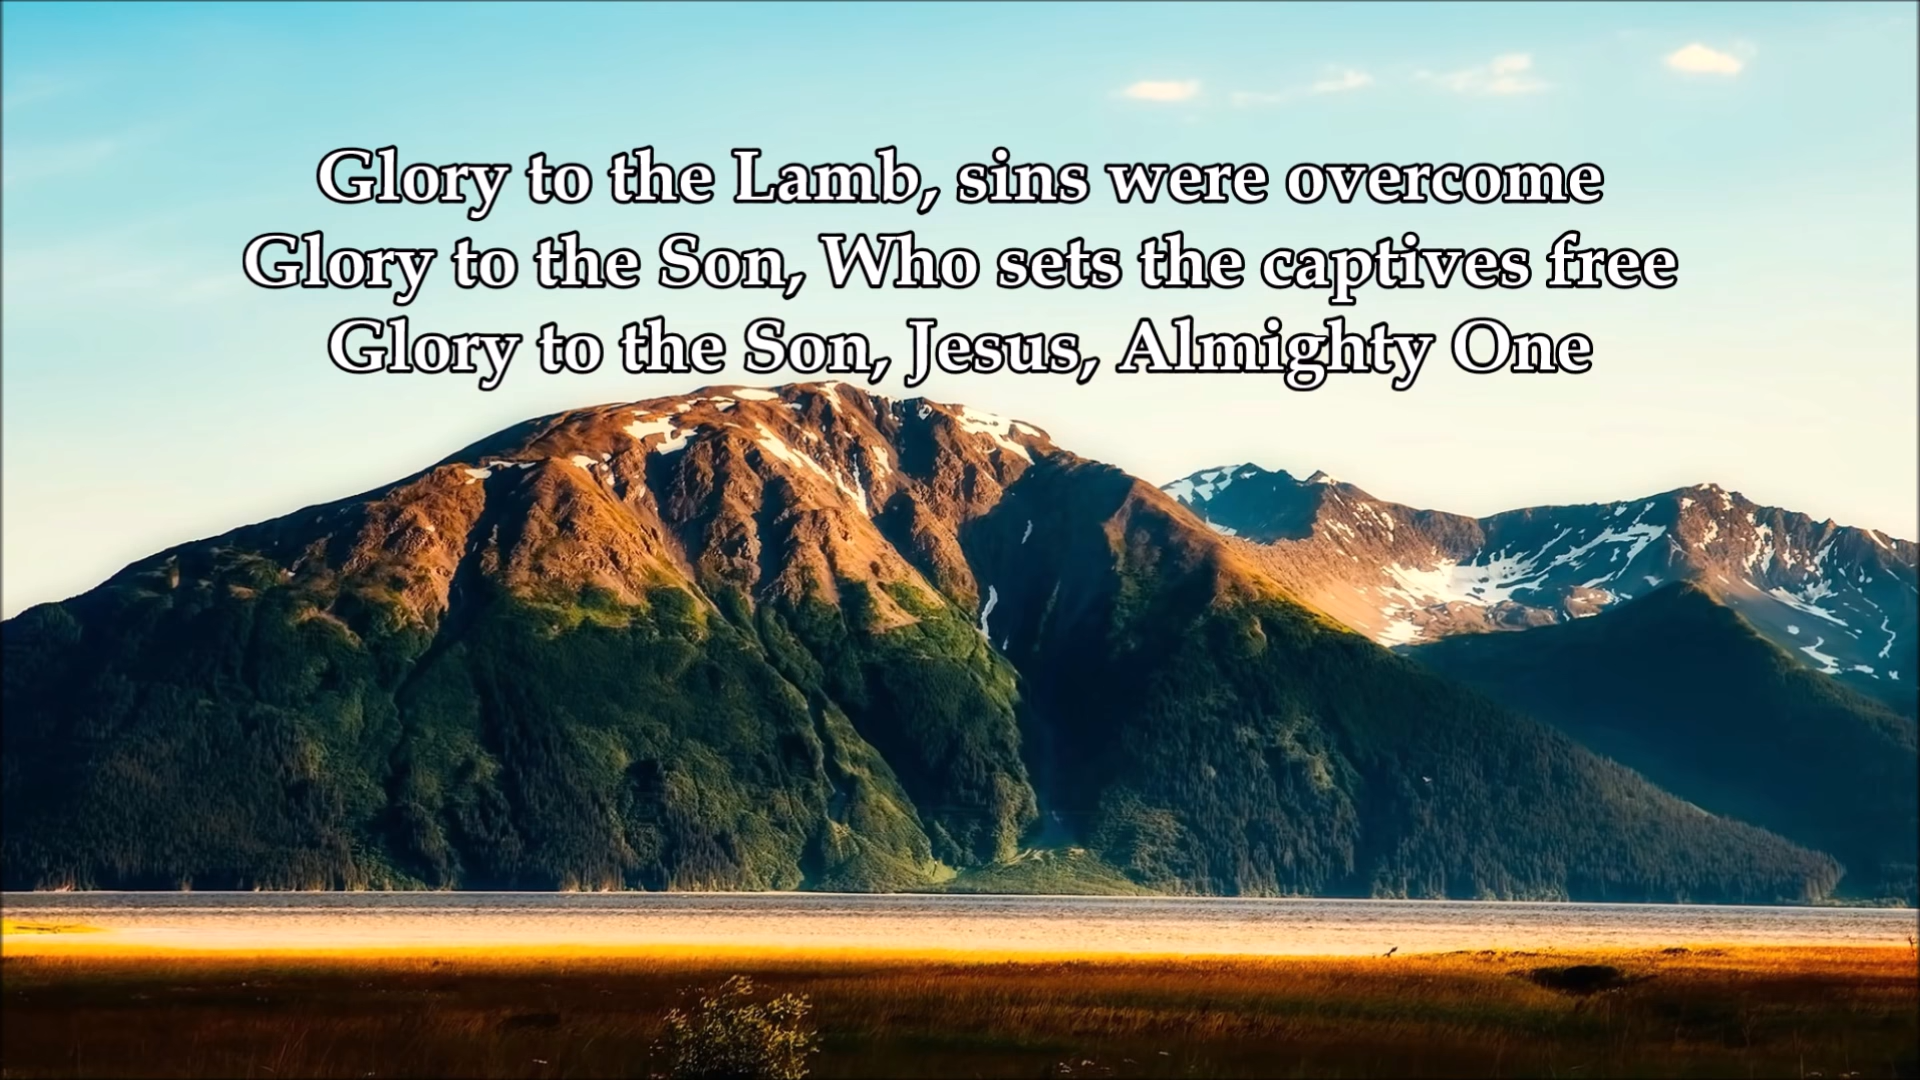 Glory to the Lamb, sins were overcome
Glory to the Son, Who sets the captives free
Glory to the Son, Jesus, Almighty One